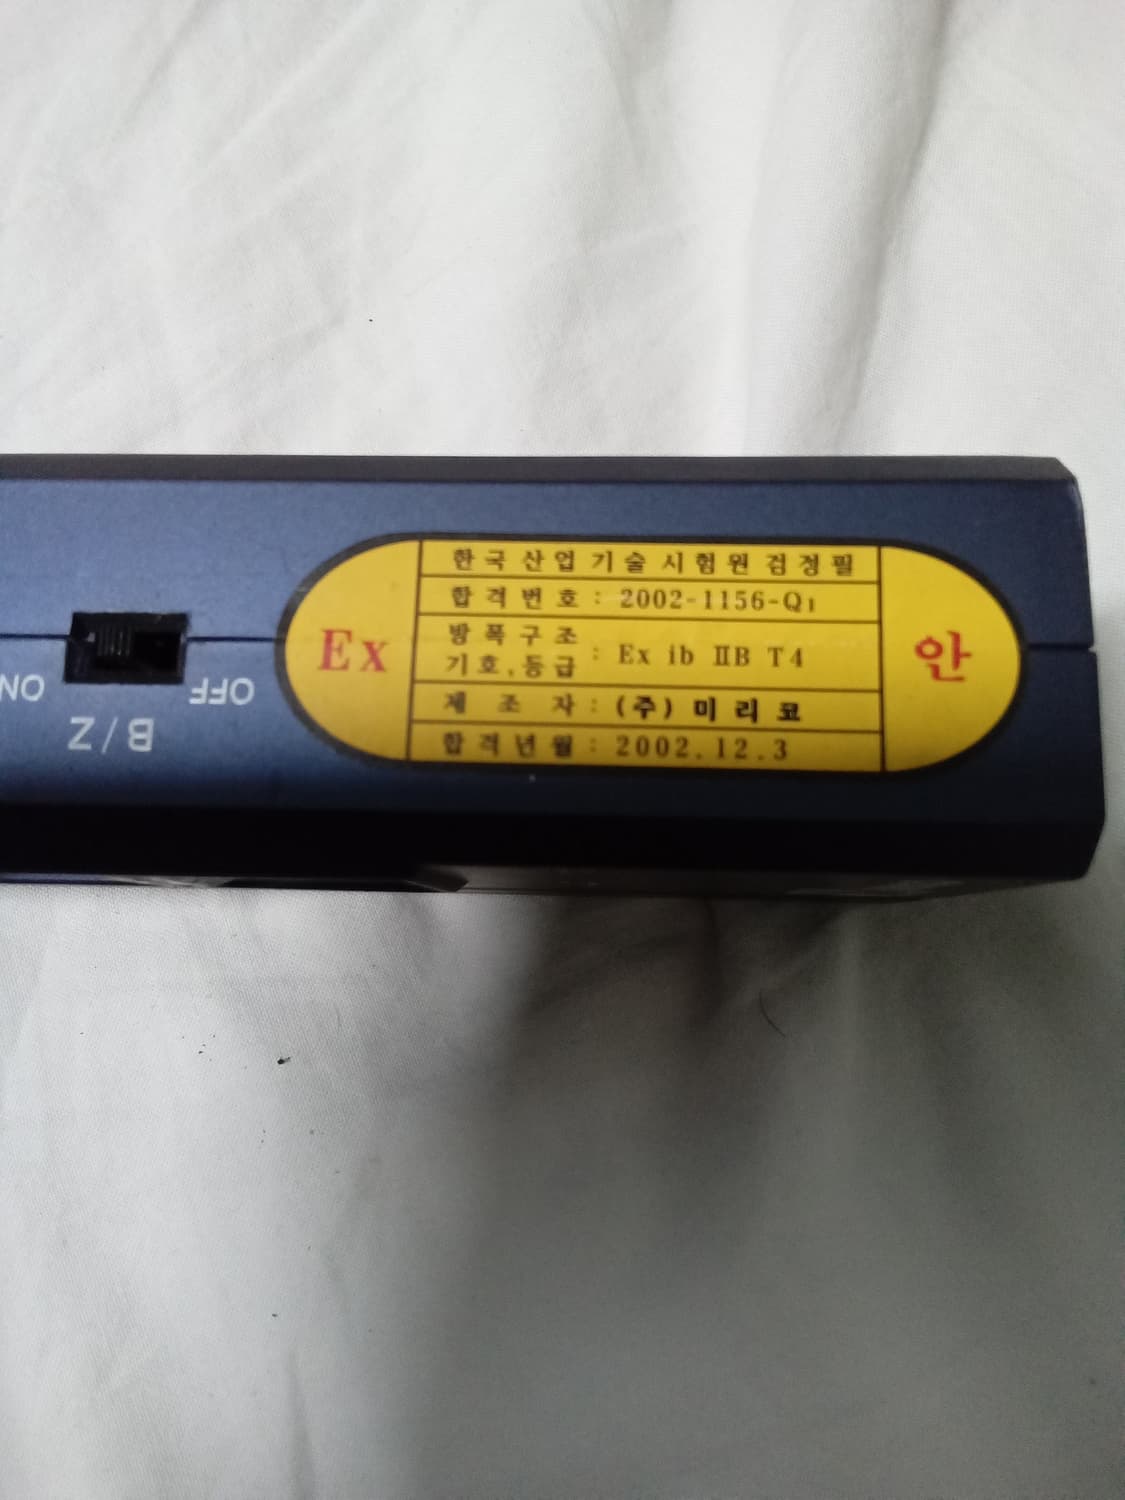 한국산업기술시험원 검정필
합격번호 : 2002-1156-Q1
Ex
방폭구조
기호,등급 : Ex ib ⅡB T4
안
제조자 : (주) 미리코
합격년월 : 2002.12.3
ON
OFF
B/Z